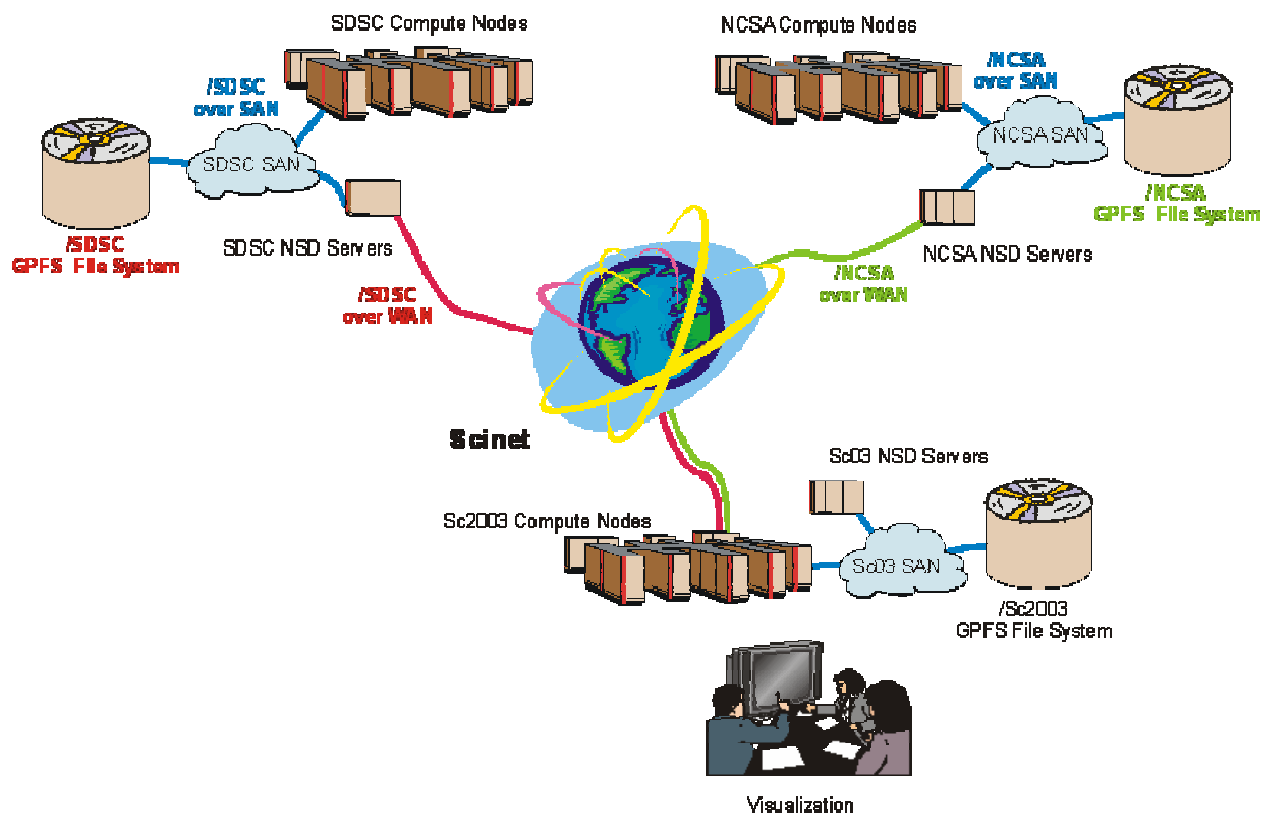 SDSC Compute Nodes
NCSA Compute Nodes
/SDSC
over SAN
/NCSA
over SAN
SDSC SAN
NCSA SAN
/SDSC
GPFS File System
SDSC NSD Servers
/NCSA
GPFS File System
NCSA NSD Servers
/SDSC
over WAN
/NCSA
over WAN
Scinet
Sc03 NSD Servers
Sc2003 Compute Nodes
Sc03 SAN
/Sc2003
GPFS File System
Visualization